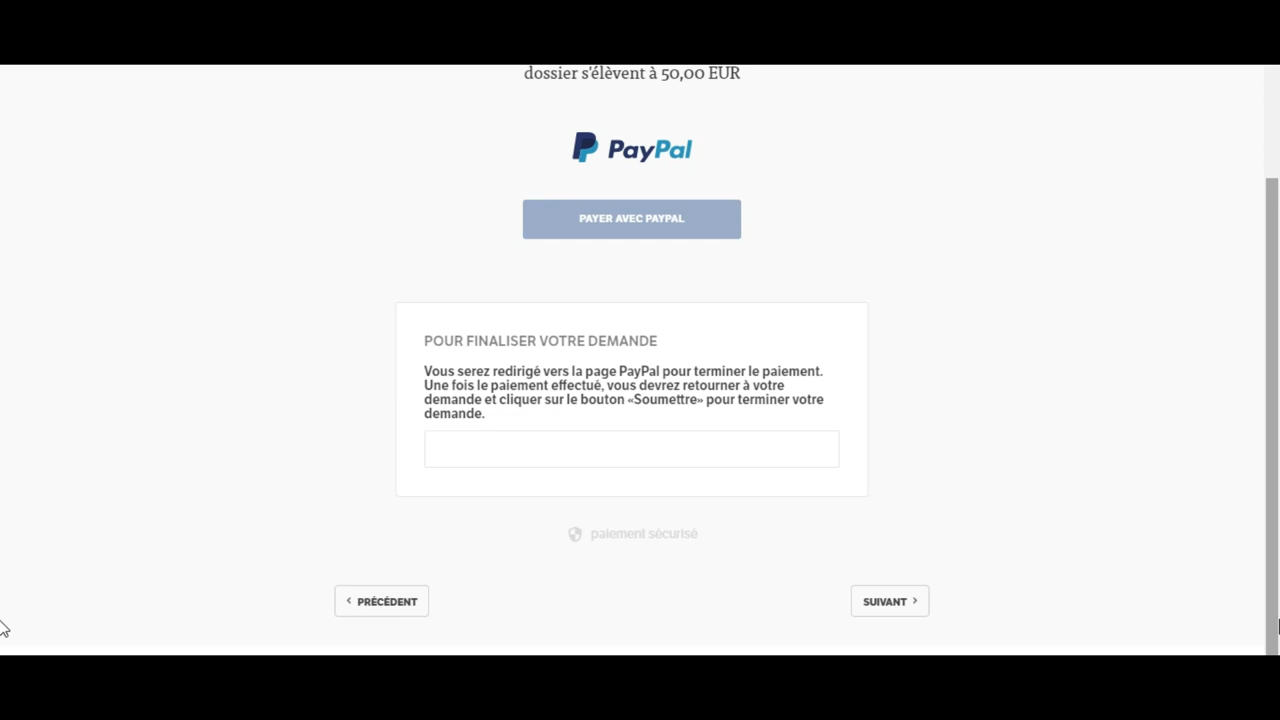 dossier s'élèvent à 50,00 EUR
PayPal
PAYER AVEC PAYPAL
POUR FINALISER VOTRE DEMANDE
Vous serez redirigé vers la page PayPal pour terminer le paiement.
Une fois le paiement effectué, vous devrez retourner à votre
demande et cliquer sur le bouton «Soumettre» pour terminer votre
demande.
paiement sécurisé
PRÉCÉDENT
SUIVANT